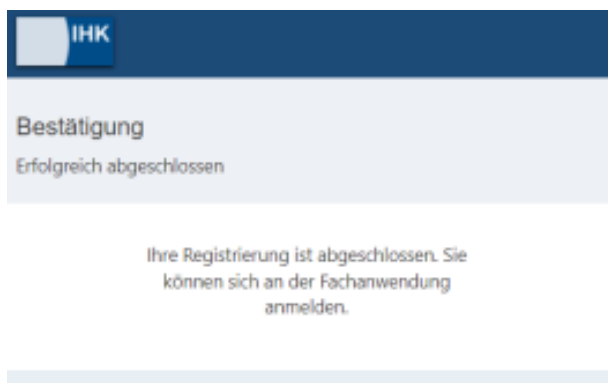 IHK
Bestätigung
Erfolgreich abgeschlossen
Ihre Registrierung ist abgeschlossen. Sie
können sich an der Fachanwendung
anmelden.